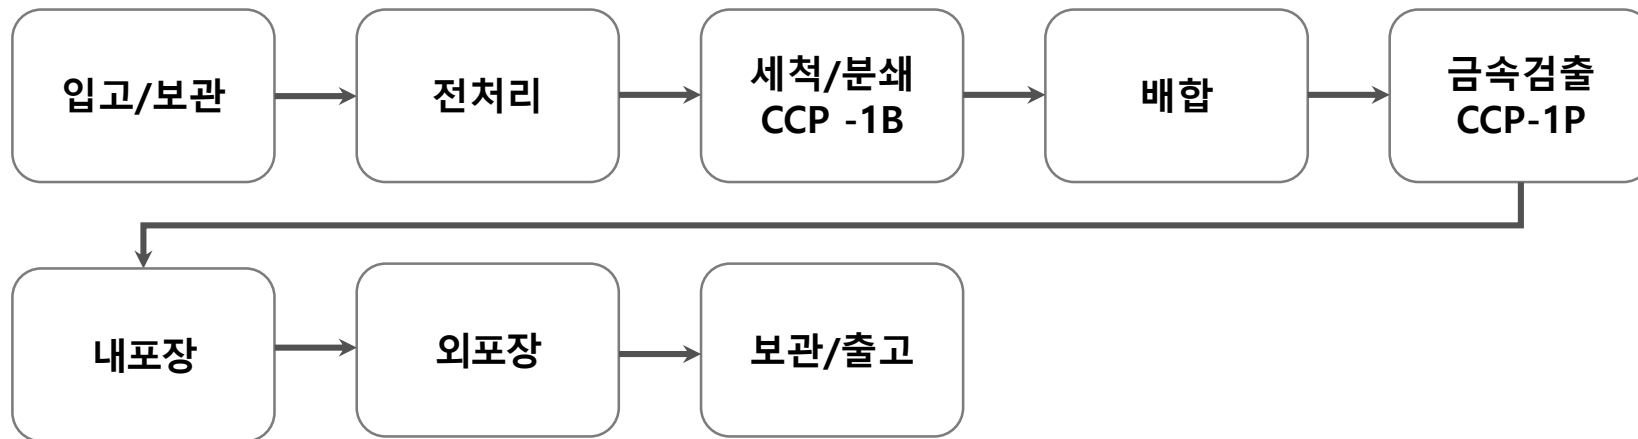 입고/보관
전처리
세척/분쇄
CCP -1B
배합
금속검출
CCP-1P
내포장
외포장
보관/출고